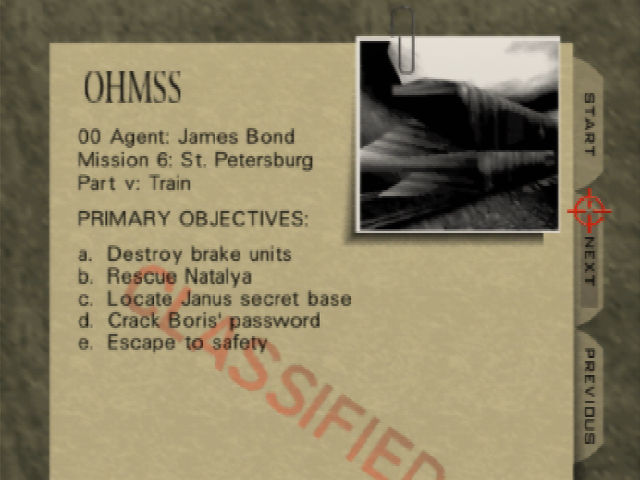 OHMSS
00 Agent: James Bond
Mission 6: St. Petersburg
Part v: Train
PRIMARY OBJECTIVES:
a. Destroy brake units
b. Rescue Natalya
c. Locate Janus secret base
d. Crack Boris' password
e. Escape to safety
CLASSIFIED
START
NEXT
PREVIOUS